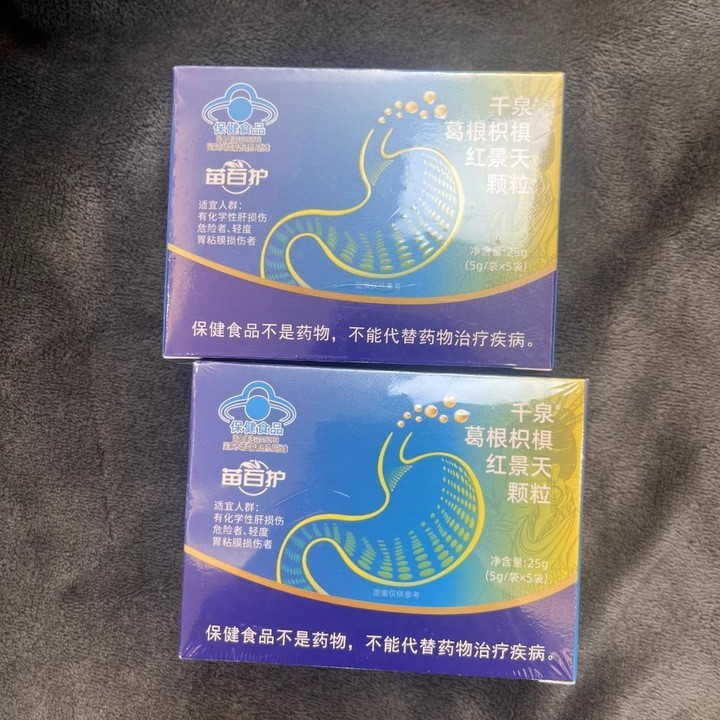 保健食品
苗百护
适宜人群:
有化学性肝损伤
危险者、轻度
胃粘膜损伤者
千泉®
葛根枳椇
红景天
颗粒
净含量:25g
(5g/袋×5袋)
图案仅供参考
保健食品不是药物，不能代替药物治疗疾病。
保健食品
苗百护
适宜人群:
有化学性肝损伤
危险者、轻度
胃粘膜损伤者
千泉®
葛根枳椇
红景天
颗粒
净含量:25g
(5g/袋×5袋)
图案仅供参考
保健食品不是药物，不能代替药物治疗疾病。